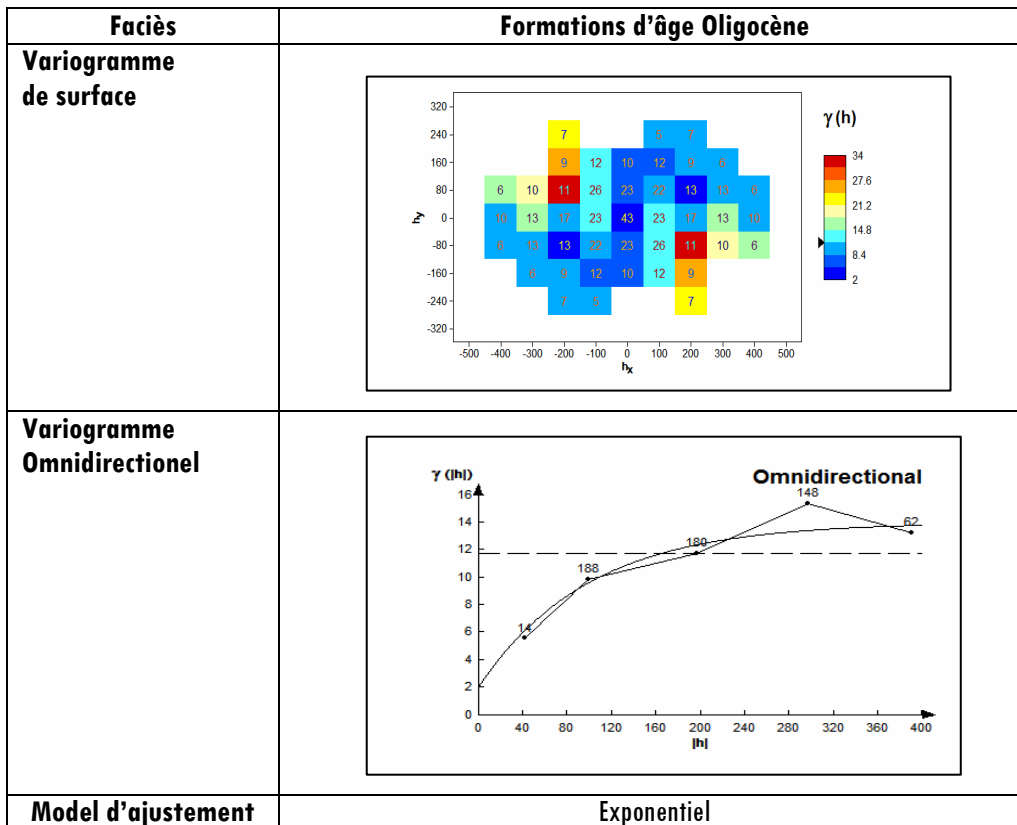 Faciès
Formations d'âge Oligocène
Variogramme
de surface
γ (h)
320
240
160
80
0
-80
-160
-240
-320
hy
7 5 7
9 12 10 12 9 6
6 10 11 26 23 22 13 13 6
10 13 17 23 43 23 17 13 10
6 13 13 22 23 26 11 10 6
6 9 12 10 12 9
7 5 7
-500 -400 -300 -200 -100 0 100 200 300 400 500
hx
34
27.6
21.2
14.8
8.4
2
Variogramme
Omnidirectionel
γ (|h|)
Omnidirectional
16
14
12
10
8
6
4
2
0
14
188
180
148
62
0 40 80 120 160 200 240 280 320 360 400
|h|
Model d'ajustement
Exponentiel